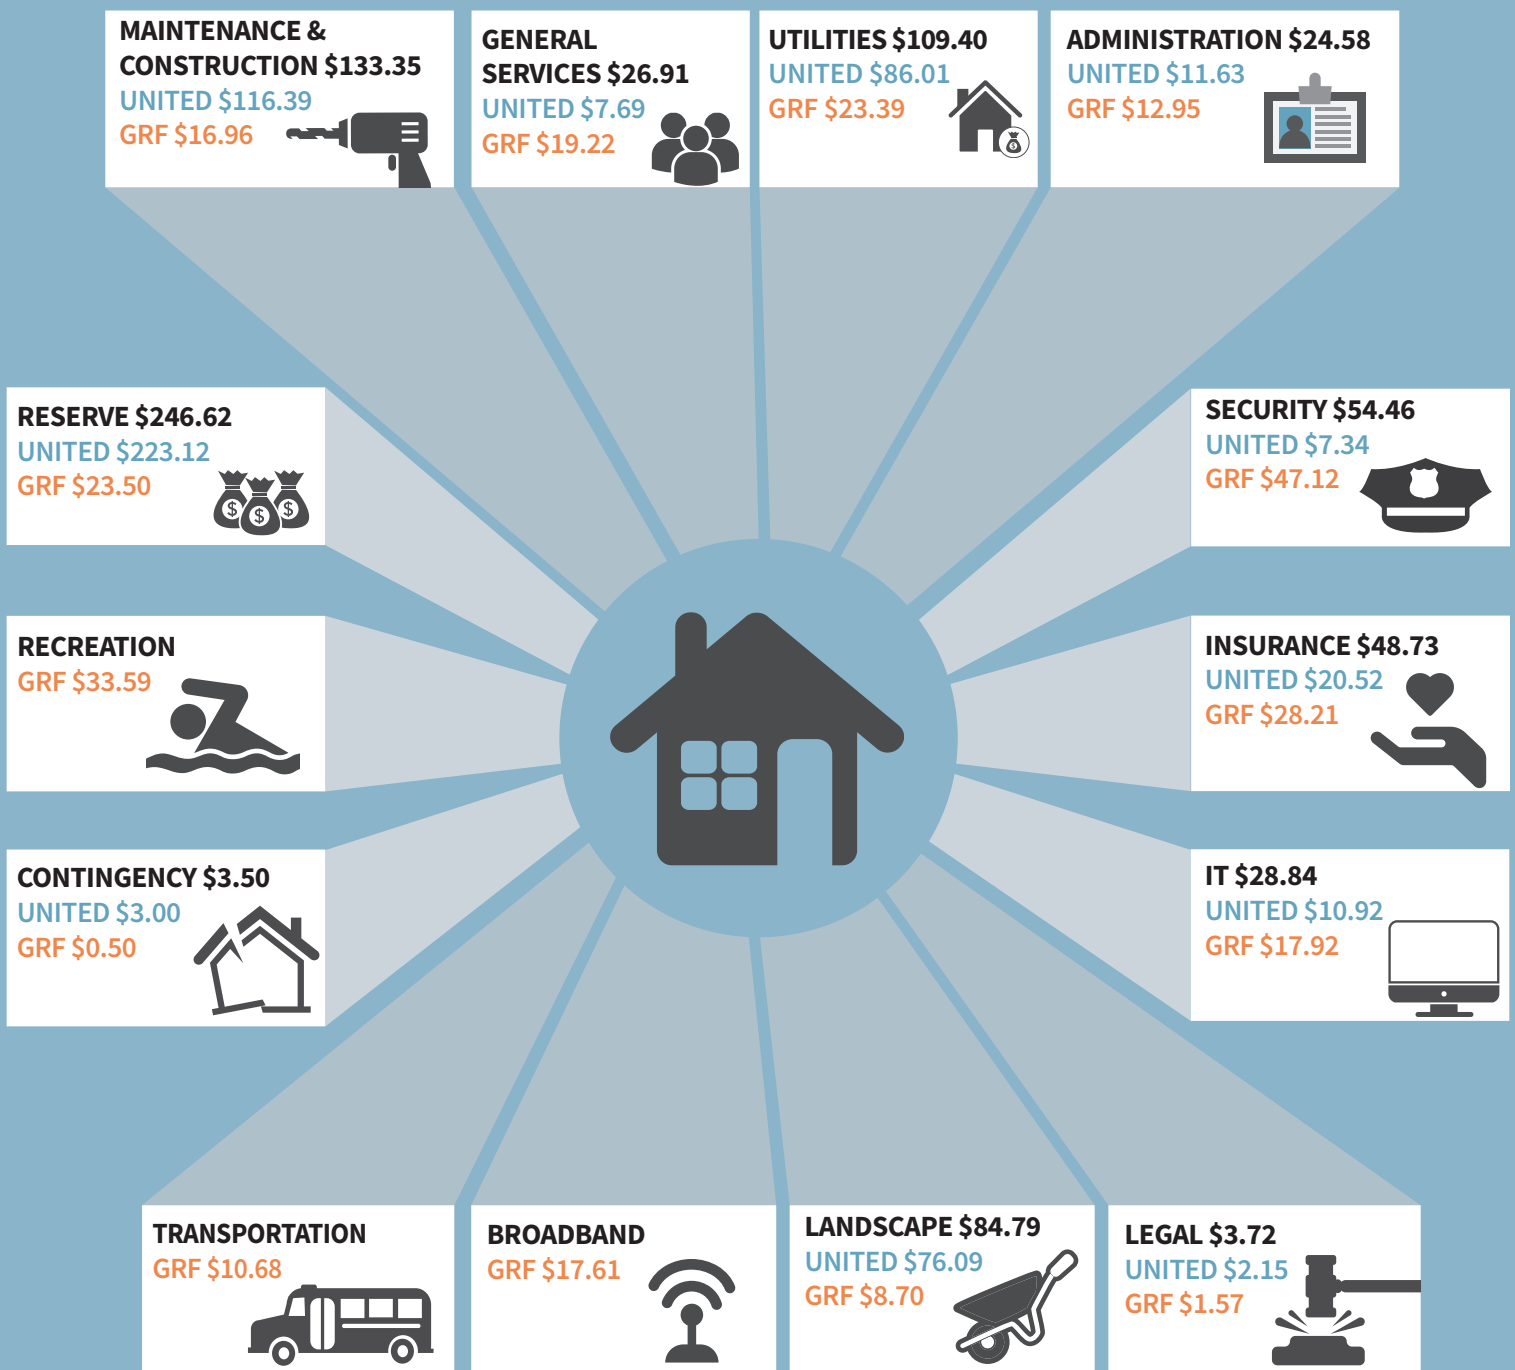 MAINTENANCE &
CONSTRUCTION $133.35
UNITED $116.39
GRF $16.96
GENERAL
SERVICES $26.91
UNITED $7.69
GRF $19.22
UTILITIES $109.40
UNITED $86.01
GRF $23.39
$
ADMINISTRATION $24.58
UNITED $11.63
GRF $12.95
RESERVE $246.62
UNITED $223.12
GRF $23.50
$ $ $
SECURITY $54.46
UNITED $7.34
GRF $47.12
RECREATION
GRF $33.59
INSURANCE $48.73
UNITED $20.52
GRF $28.21
CONTINGENCY $3.50
UNITED $3.00
GRF $0.50
IT $28.84
UNITED $10.92
GRF $17.92
TRANSPORTATION
GRF $10.68
BROADBAND
GRF $17.61
LANDSCAPE $84.79
UNITED $76.09
GRF $8.70
LEGAL $3.72
UNITED $2.15
GRF $1.57